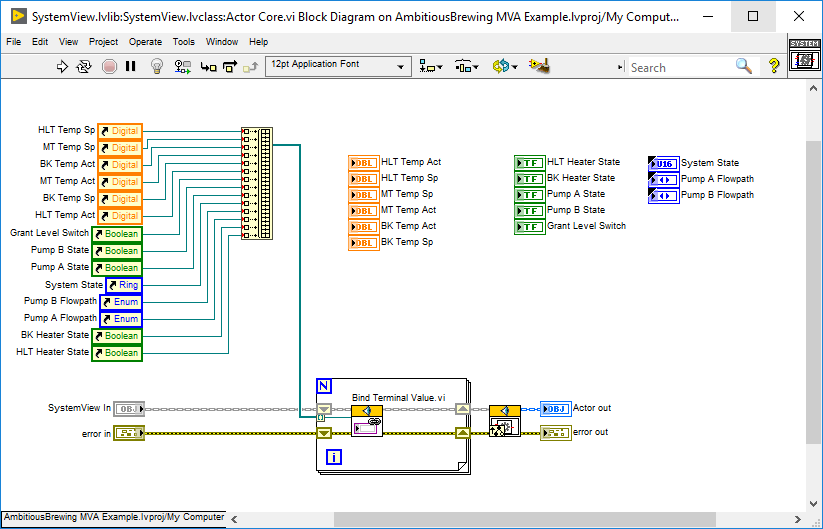 SystemView.lvlib:SystemView.lvclass:Actor Core.vi Block Diagram on AmbitiousBrewing MVA Example.lvproj/My Comput...
File Edit View Project Operate Tools Window Help
12pt Application Font
Search
?
SYSTEM
HLT Temp Sp Digital
MT Temp Sp Digital
BK Temp Act Digital
MT Temp Act Digital
BK Temp Sp Digital
HLT Temp Act Digital
Grant Level Switch Boolean
Pump B State Boolean
Pump A State Boolean
System State Ring
Pump B Flowpath Enum
Pump A Flowpath Enum
BK Heater State Boolean
HLT Heater State Boolean
DBL HLT Temp Act
DBL HLT Temp Sp
DBL MT Temp Sp
DBL MT Temp Act
DBL BK Temp Act
DBL BK Temp Sp
TF HLT Heater State
TF BK Heater State
TF Pump A State
TF Pump B State
TF Grant Level Switch
U16 System State
Pump A Flowpath
Pump B Flowpath
N
Bind Terminal Value.vi
SystemView In OBJ
OBJ Actor out
error in
error out
i
AmbitiousBrewing MVA Example.lvproj/My Computer